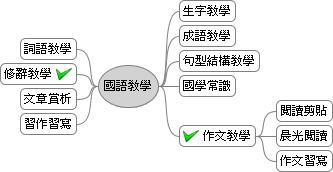 國語教學
詞語教學
修辭教學
文章賞析
習作習寫
生字教學
成語教學
句型結構教學
國學常識
作文教學
閱讀剪貼
晨光閱讀
作文習寫